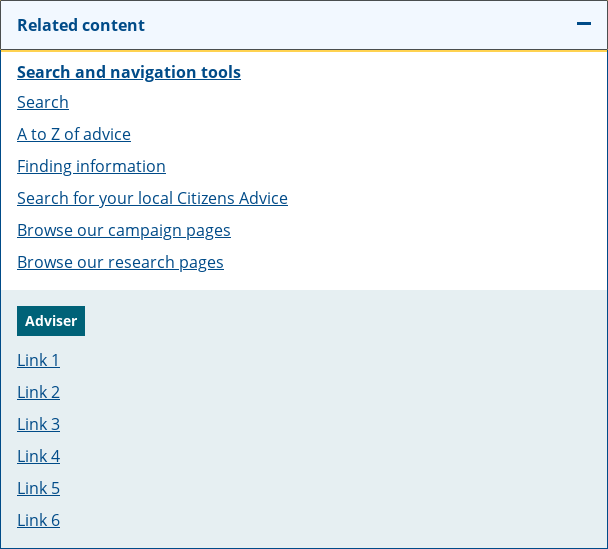 Related content
Search and navigation tools
Search
A to Z of advice
Finding information
Search for your local Citizens Advice
Browse our campaign pages
Browse our research pages
Adviser
Link 1
Link 2
Link 3
Link 4
Link 5
Link 6